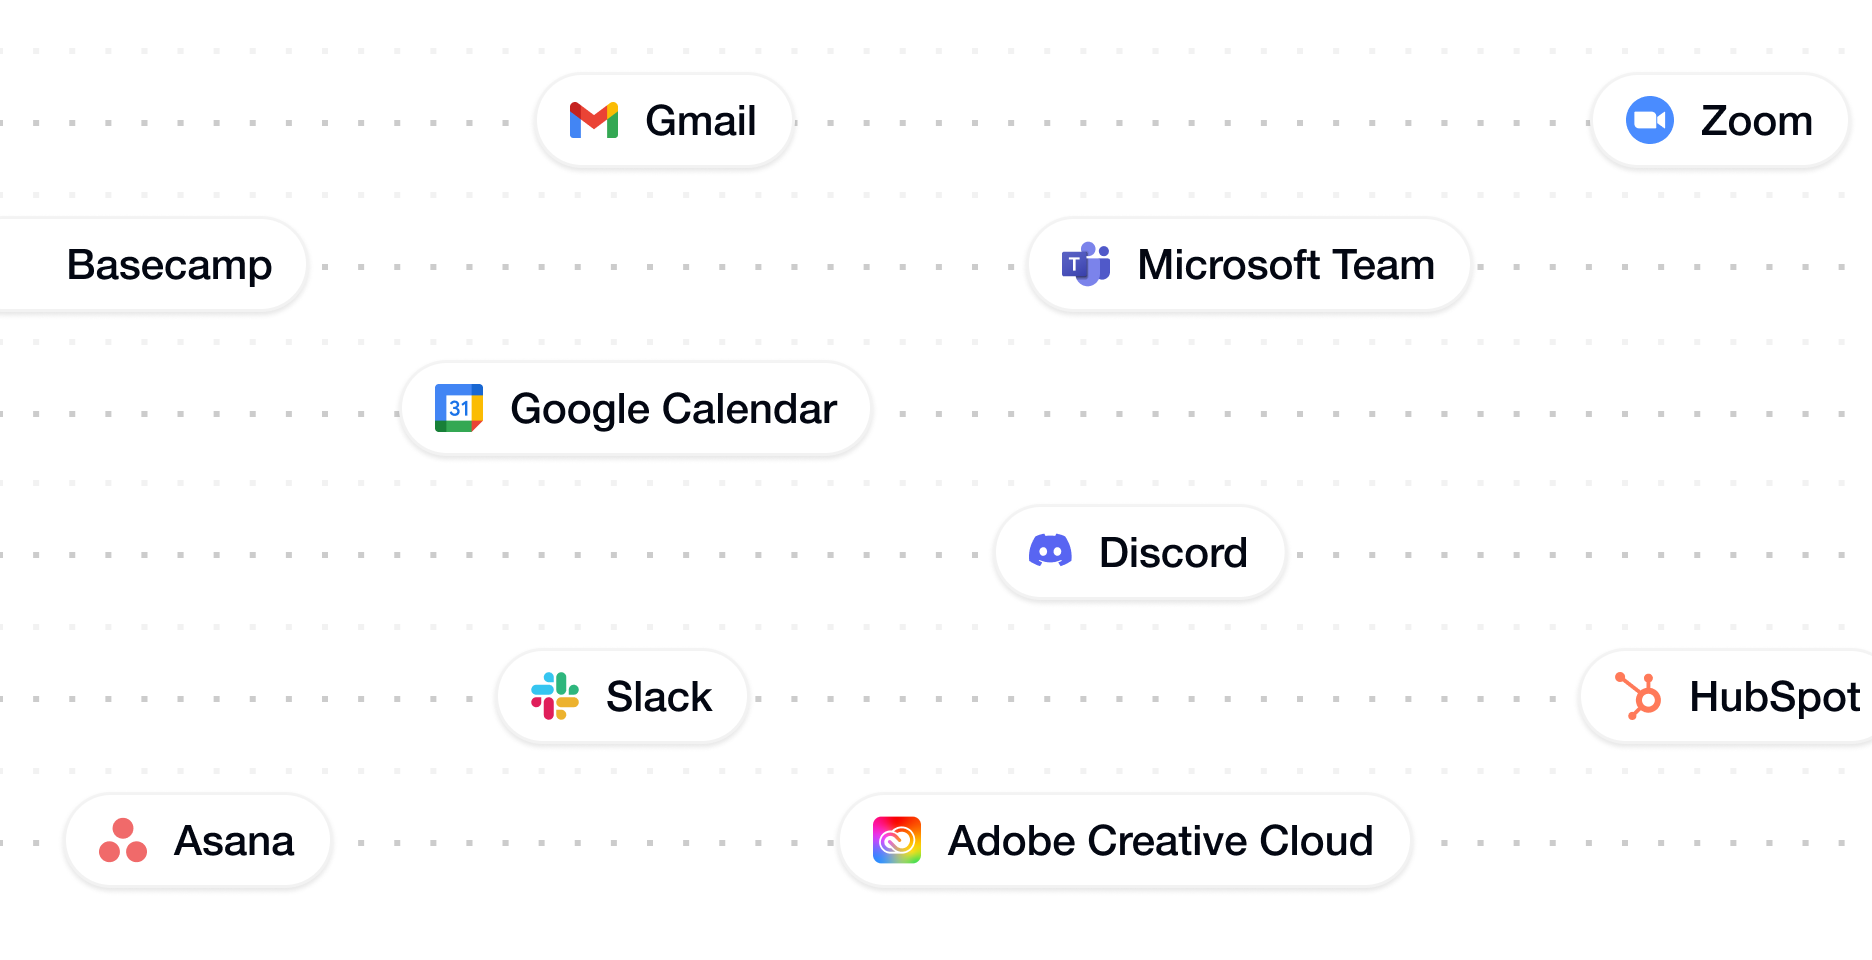 Gmail
Zoom
Basecamp
Microsoft Team
31
Google Calendar
Discord
Slack
HubSpot
Asana
Adobe Creative Cloud